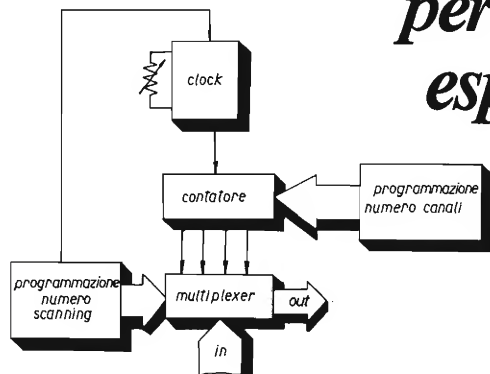 per
esp
clock
contatore
programmazione
numero canali
programmazione
numero
scanning
multiplexer
out
in